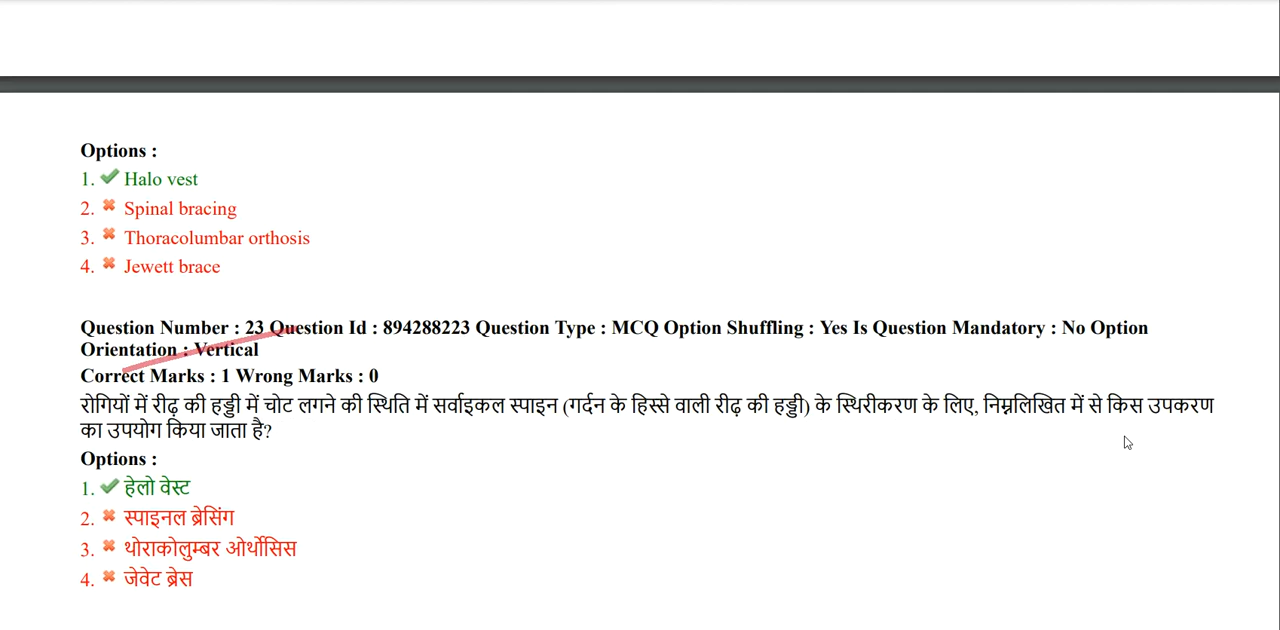 Options :
1. Halo vest
2. Spinal bracing
3. Thoracolumbar orthosis
4. Jewett brace
Question Number : 23 Question Id : 894288223 Question Type : MCQ Option Shuffling : Yes Is Question Mandatory : No Option
Orientation : Vertical
Correct Marks : 1 Wrong Marks : 0
रोगियों में रीढ़ की हड्डी में चोट लगने की स्थिति में सर्वाइकल स्पाइन (गर्दन के हिस्से वाली रीढ़ की हड्डी) के स्थिरीकरण के लिए, निम्नलिखित में से किस उपकरण
का उपयोग किया जाता है?
Options :
1. हेलो वेस्ट
2. स्पाइनल ब्रेसिंग
3. थोराकोलुम्बर ओर्थोसिस
4. जेवेट ब्रेस